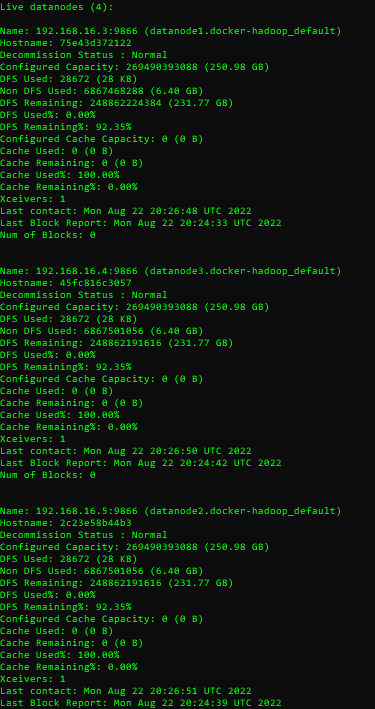 Live datanodes (4):
Name: 192.168.16.3:9866 (datanode1.docker-hadoop_default)
Hostname: 75e43d372122
Decommission Status : Normal
Configured Capacity: 269490393088 (250.98 GB)
DFS Used: 28672 (28 KB)
Non DFS Used: 6867468288 (6.40 GB)
DFS Remaining: 248862224384 (231.77 GB)
DFS Used%: 0.00%
DFS Remaining%: 92.35%
Configured Cache Capacity: 0 (0 B)
Cache Used: 0 (0 B)
Cache Remaining: 0 (0 B)
Cache Used%: 100.00%
Cache Remaining%: 0.00%
Xceivers: 1
Last contact: Mon Aug 22 20:26:48 UTC 2022
Last Block Report: Mon Aug 22 20:24:33 UTC 2022
Num of Blocks: 0
Name: 192.168.16.4:9866 (datanode3.docker-hadoop_default)
Hostname: 45fc816c3057
Decommission Status : Normal
Configured Capacity: 269490393088 (250.98 GB)
DFS Used: 28672 (28 KB)
Non DFS Used: 6867501056 (6.40 GB)
DFS Remaining: 248862191616 (231.77 GB)
DFS Used%: 0.00%
DFS Remaining%: 92.35%
Configured Cache Capacity: 0 (0 B)
Cache Used: 0 (0 B)
Cache Remaining: 0 (0 B)
Cache Used%: 100.00%
Cache Remaining%: 0.00%
Xceivers: 1
Last contact: Mon Aug 22 20:26:50 UTC 2022
Last Block Report: Mon Aug 22 20:24:42 UTC 2022
Num of Blocks: 0
Name: 192.168.16.5:9866 (datanode2.docker-hadoop_default)
Hostname: 2c23e58b44b3
Decommission Status : Normal
Configured Capacity: 269490393088 (250.98 GB)
DFS Used: 28672 (28 KB)
Non DFS Used: 6867501056 (6.40 GB)
DFS Remaining: 248862191616 (231.77 GB)
DFS Used%: 0.00%
DFS Remaining%: 92.35%
Configured Cache Capacity: 0 (0 B)
Cache Used: 0 (0 B)
Cache Remaining: 0 (0 B)
Cache Used%: 100.00%
Cache Remaining%: 0.00%
Xceivers: 1
Last contact: Mon Aug 22 20:26:51 UTC 2022
Last Block Report: Mon Aug 22 20:24:39 UTC 2022